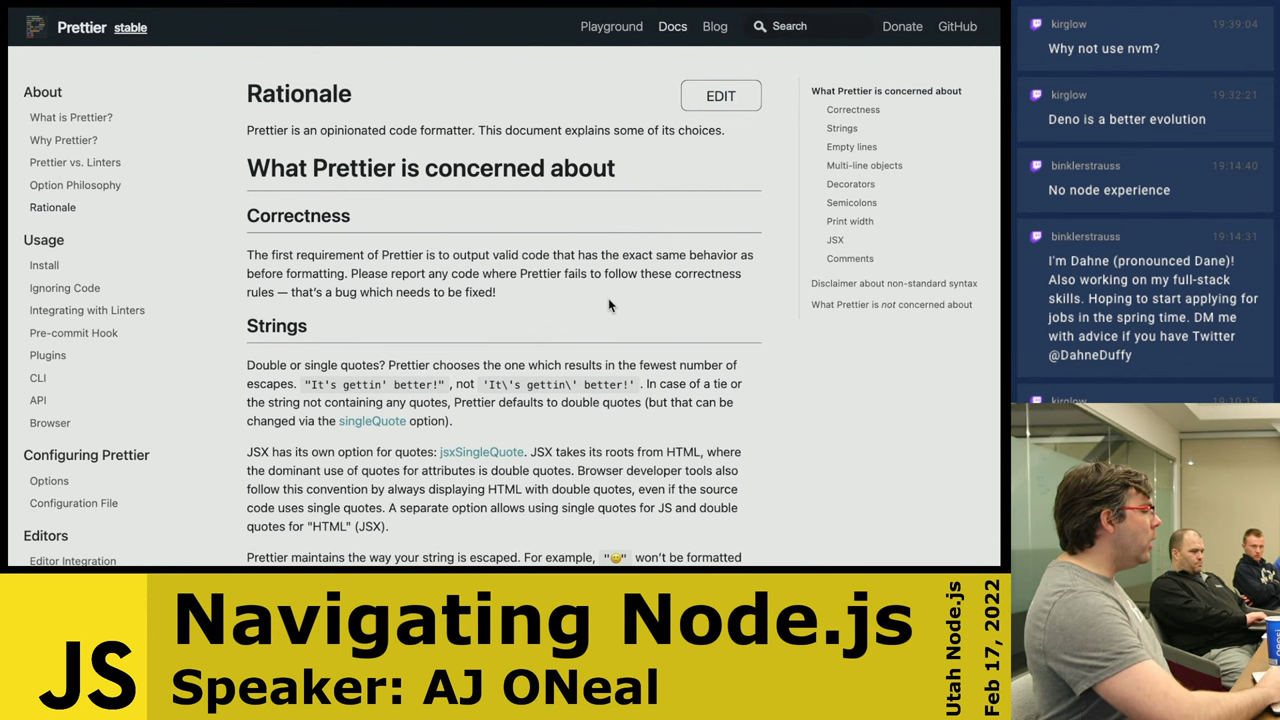 Prettier stable
Playground Docs Blog Search Donate GitHub
About
What is Prettier?
Why Prettier?
Prettier vs. Linters
Option Philosophy
Rationale
Usage
Install
Ignoring Code
Integrating with Linters
Pre-commit Hook
Plugins
CLI
API
Browser
Configuring Prettier
Options
Configuration File
Editors
Editor Integration
Rationale
EDIT
Prettier is an opinionated code formatter. This document explains some of its choices.
What Prettier is concerned about
Correctness
The first requirement of Prettier is to output valid code that has the exact same behavior as
before formatting. Please report any code where Prettier fails to follow these correctness
rules — that's a bug which needs to be fixed!
Strings
Double or single quotes? Prettier chooses the one which results in the fewest number of
escapes. "It's gettin' better!" , not 'It\'s gettin\' better!' . In case of a tie or
the string not containing any quotes, Prettier defaults to double quotes (but that can be
changed via the singleQuote option).
JSX has its own option for quotes: jsxSingleQuote. JSX takes its roots from HTML, where
the dominant use of quotes for attributes is double quotes. Browser developer tools also
follow this convention by always displaying HTML with double quotes, even if the source
code uses single quotes. A separate option allows using single quotes for JS and double
quotes for "HTML" (JSX).
Prettier maintains the way your string is escaped. For example, "😊" won't be formatted
What Prettier is concerned about
Correctness
Strings
Empty lines
Multi-line objects
Decorators
Semicolons
Print width
JSX
Comments
Disclaimer about non-standard syntax
What Prettier is not concerned about
kirglow 19:39:04
Why not use nvm?
kirglow 19:32:21
Deno is a better evolution
binklerstrauss 19:14:40
No node experience
binklerstrauss 19:14:31
I'm Dahne (pronounced Dane)!
Also working on my full-stack
skills. Hoping to start applying for
jobs in the spring time. DM me
with advice if you have Twitter
@DahneDuffy
kirglow 19:10:15
JS
Navigating Node.js
Speaker: AJ ONeal
Utah Node.js
Feb 17, 2022